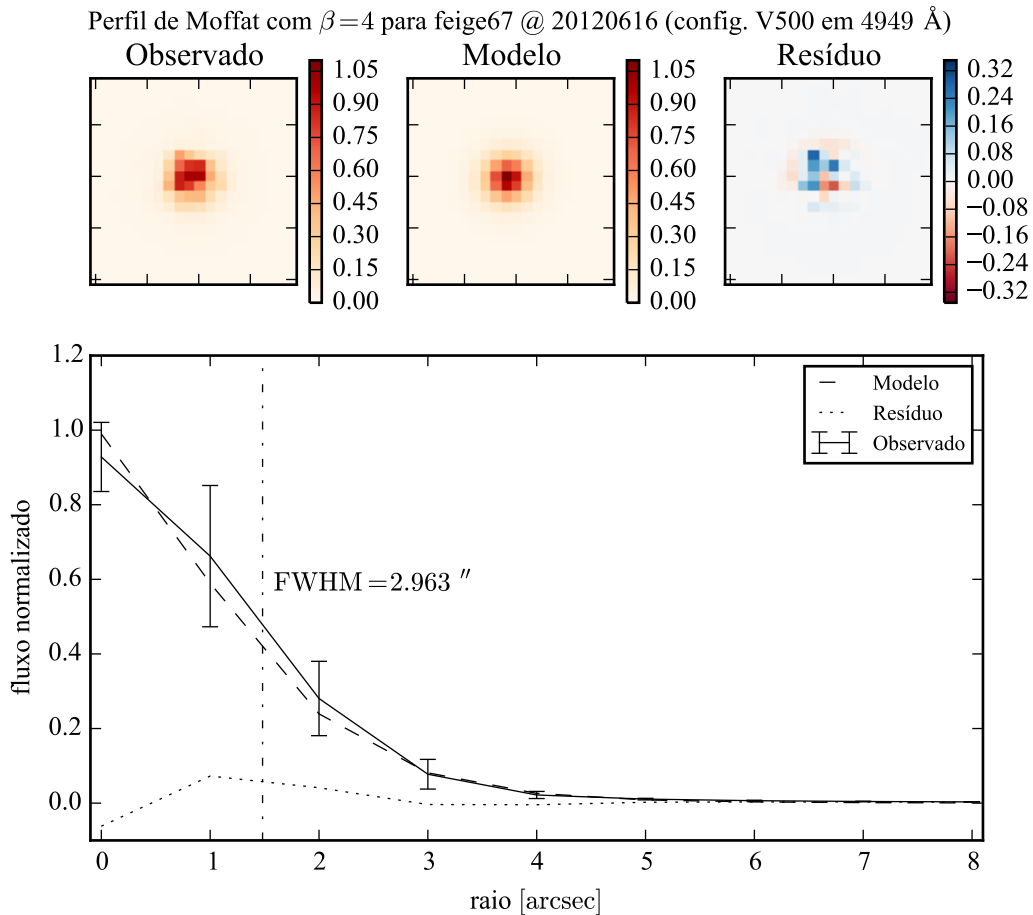 Perfil de Moffat com β=4 para feige67 @ 20120616 (config. V500 em 4949 Å)
Observado
Modelo
Resíduo
1.05
0.90
0.75
0.60
0.45
0.30
0.15
0.00
1.05
0.90
0.75
0.60
0.45
0.30
0.15
0.00
0.32
0.24
0.16
0.08
0.00
−0.08
−0.16
−0.24
−0.32
1.2
1.0
0.8
0.6
0.4
0.2
0.0
fluxo normalizado
Modelo
Resíduo
Observado
FWHM=2.963 ″
0 1 2 3 4 5 6 7 8
raio [arcsec]